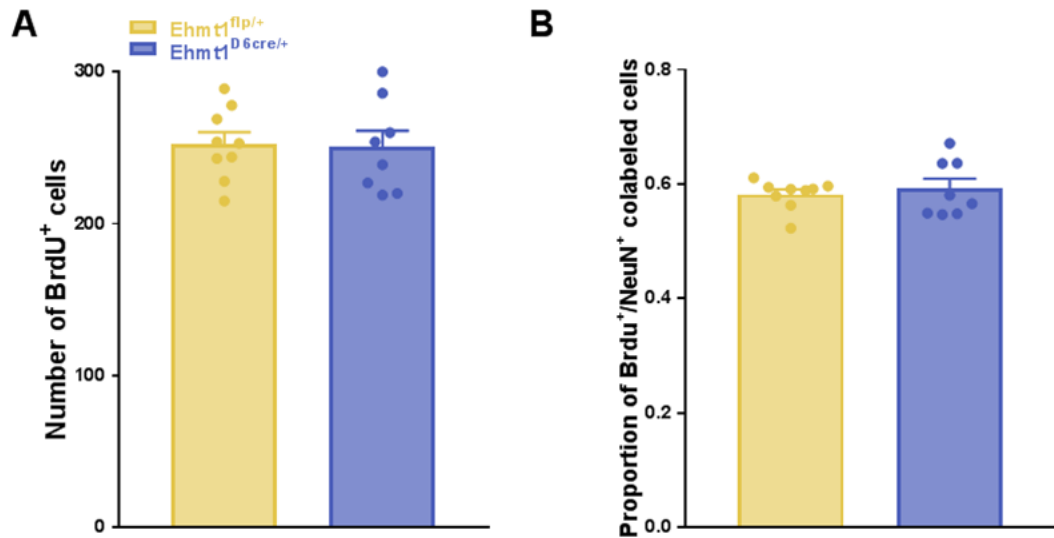 A
Ehmt1flp/+
Ehmt1D6cre/+
Number of BrdU+ cells
300
200
100
0
B
Proportion of Brdu+/NeuN+ colabeled cells
0.8
0.6
0.4
0.2
0.0